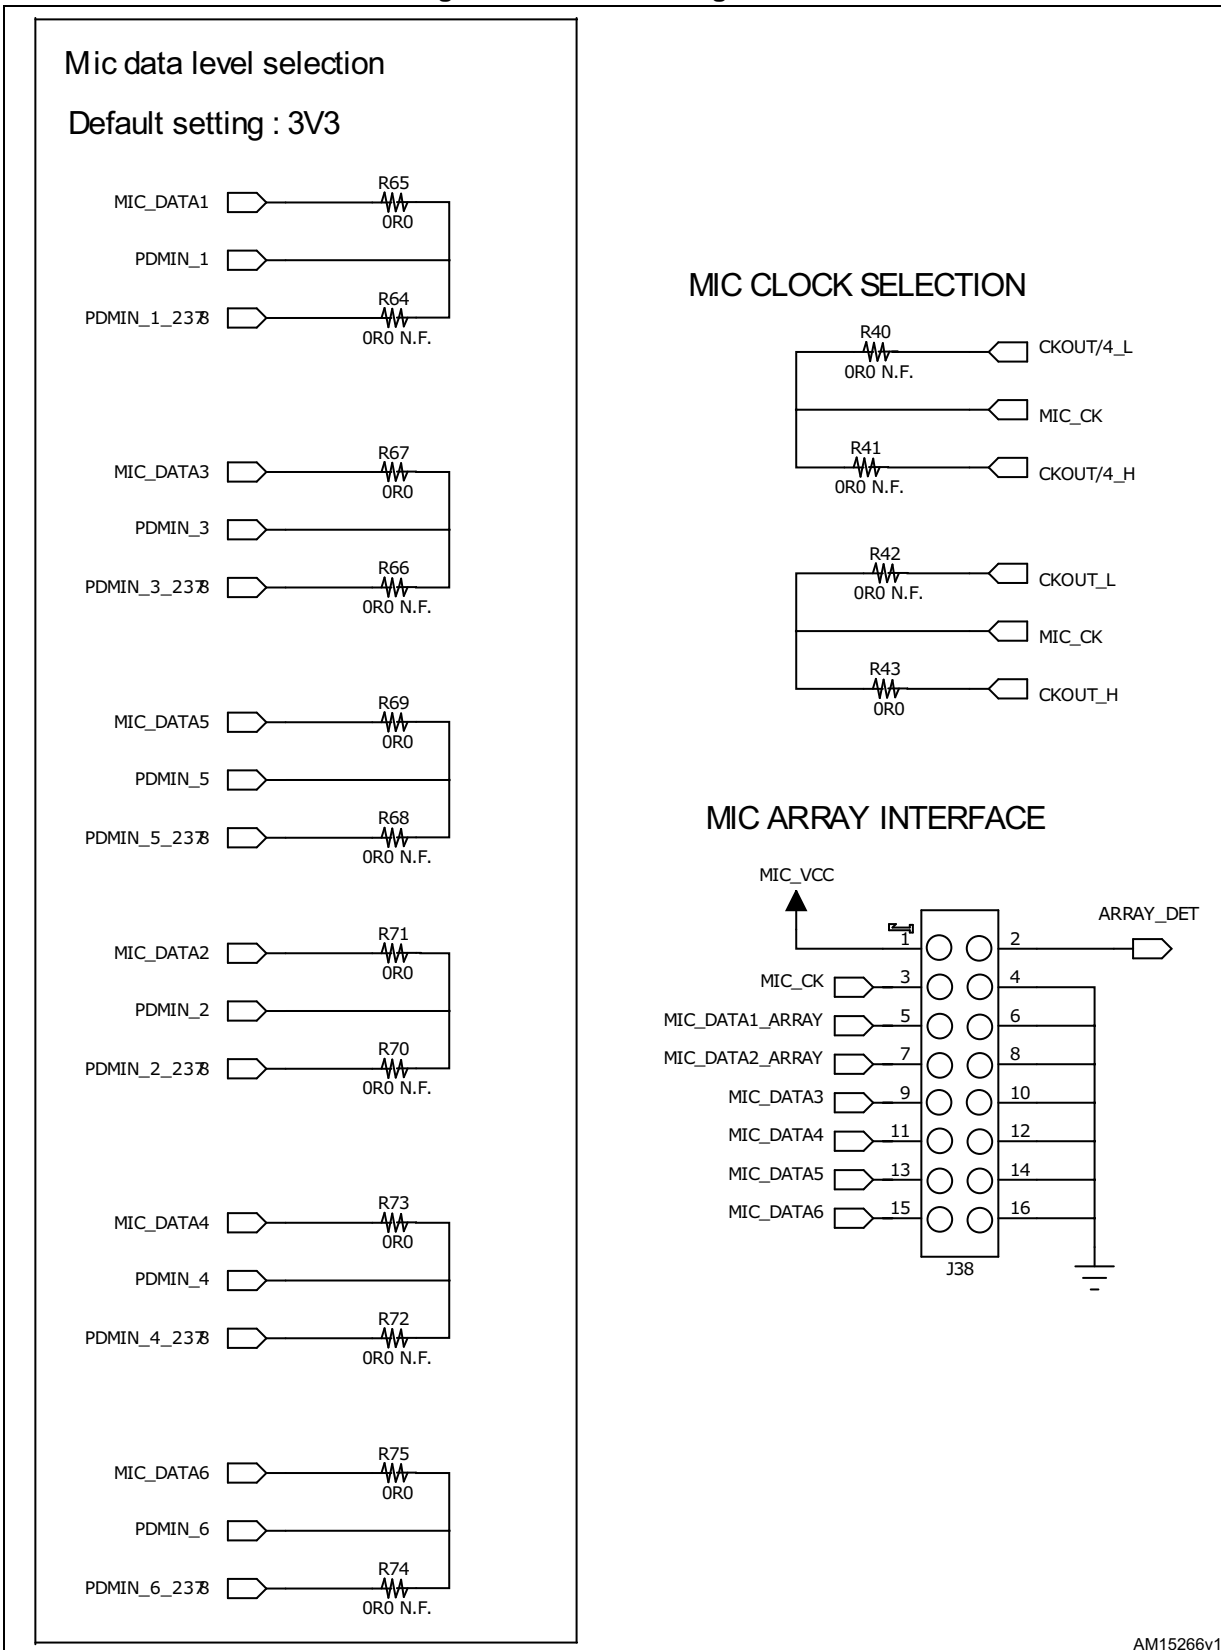 Mic data level selection
Default setting : 3V3
R65
MIC_DATA1
0R0
PDMIN_1
R64
PDMIN_1_2378
0R0 N.F.
R67
MIC_DATA3
0R0
PDMIN_3
R66
PDMIN_3_2378
0R0 N.F.
R69
MIC_DATA5
0R0
PDMIN_5
R68
PDMIN_5_2378
0R0 N.F.
R71
MIC_DATA2
0R0
PDMIN_2
R70
PDMIN_2_2378
0R0 N.F.
R73
MIC_DATA4
0R0
PDMIN_4
R72
PDMIN_4_2378
0R0 N.F.
R75
MIC_DATA6
0R0
PDMIN_6
R74
PDMIN_6_2378
0R0 N.F.
MIC CLOCK SELECTION
R40
CKOUT/4_L
0R0 N.F.
MIC_CK
R41
CKOUT/4_H
0R0 N.F.
R42
CKOUT_L
0R0 N.F.
MIC_CK
R43
CKOUT_H
0R0
MIC ARRAY INTERFACE
MIC_VCC
ARRAY_DET
1 2
MIC_CK 3 4
MIC_DATA1_ARRAY 5 6
MIC_DATA2_ARRAY 7 8
MIC_DATA3 9 10
MIC_DATA4 11 12
MIC_DATA5 13 14
MIC_DATA6 15 16
J38
AM15266v1